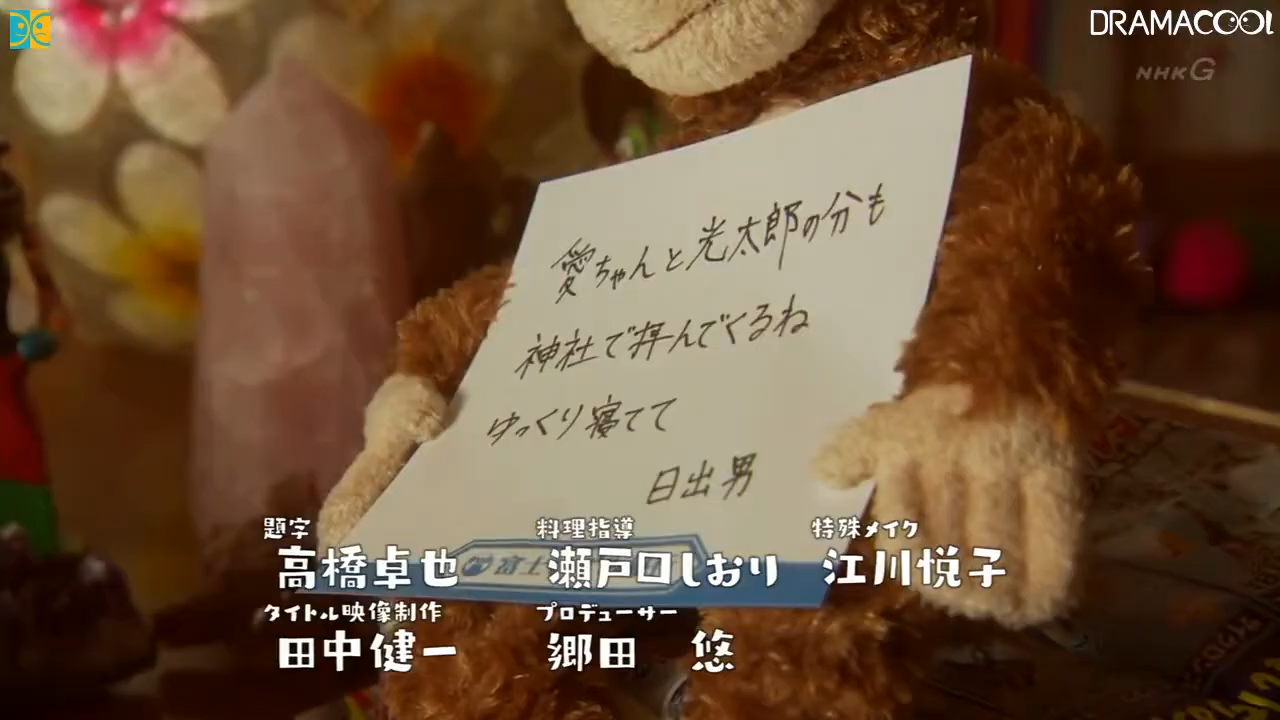 DRAMACOOL
NHKG
愛ちゃんと光太郎の分も
神社で拝んでくるね
ゆっくり寝てて
日出男
題字 料理指導 特殊メイク
高橋卓也 瀬戸口しおり 江川悦子
タイトル映像制作 プロデューサー
田中健一 郷田 悠
富士